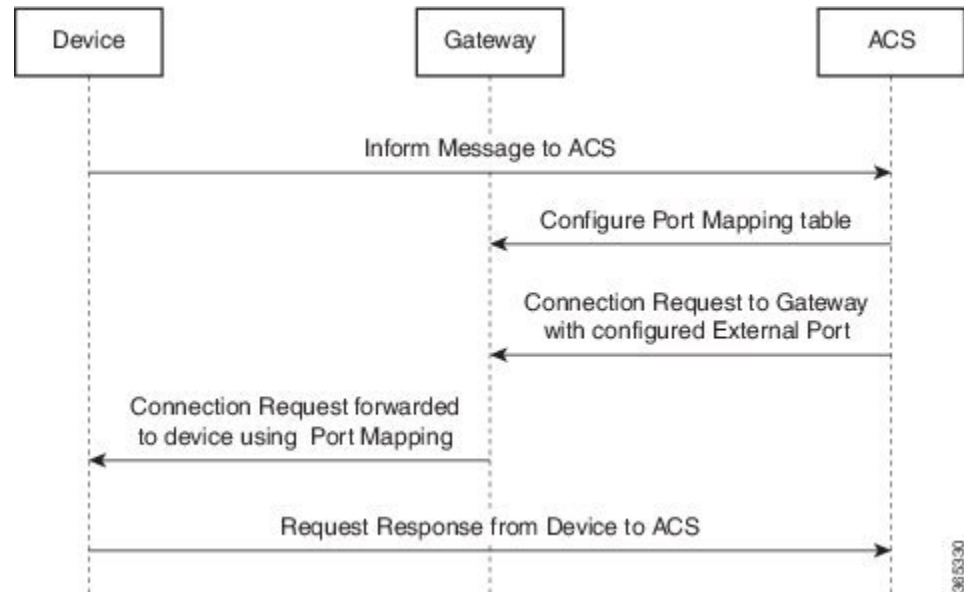 Device
Gateway
ACS
Inform Message to ACS
Configure Port Mapping table
Connection Request to Gateway
with configured External Port
Connection Request forwarded
to device using Port Mapping
Request Response from Device to ACS
365330